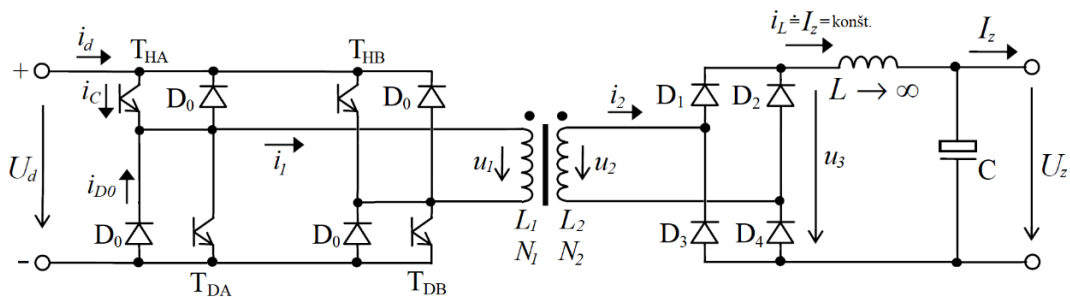 i_d
T_HA
T_HB
i_L ≐ I_z = konšt.
I_z
+
i_C
D_0
D_0
i_2
D_1
D_2
L → ∞
i_1
U_d
i_D0
u_1
u_2
u_3
C
U_z
D_0
D_0
L_1
L_2
D_3
D_4
N_1
N_2
−
T_DA
T_DB